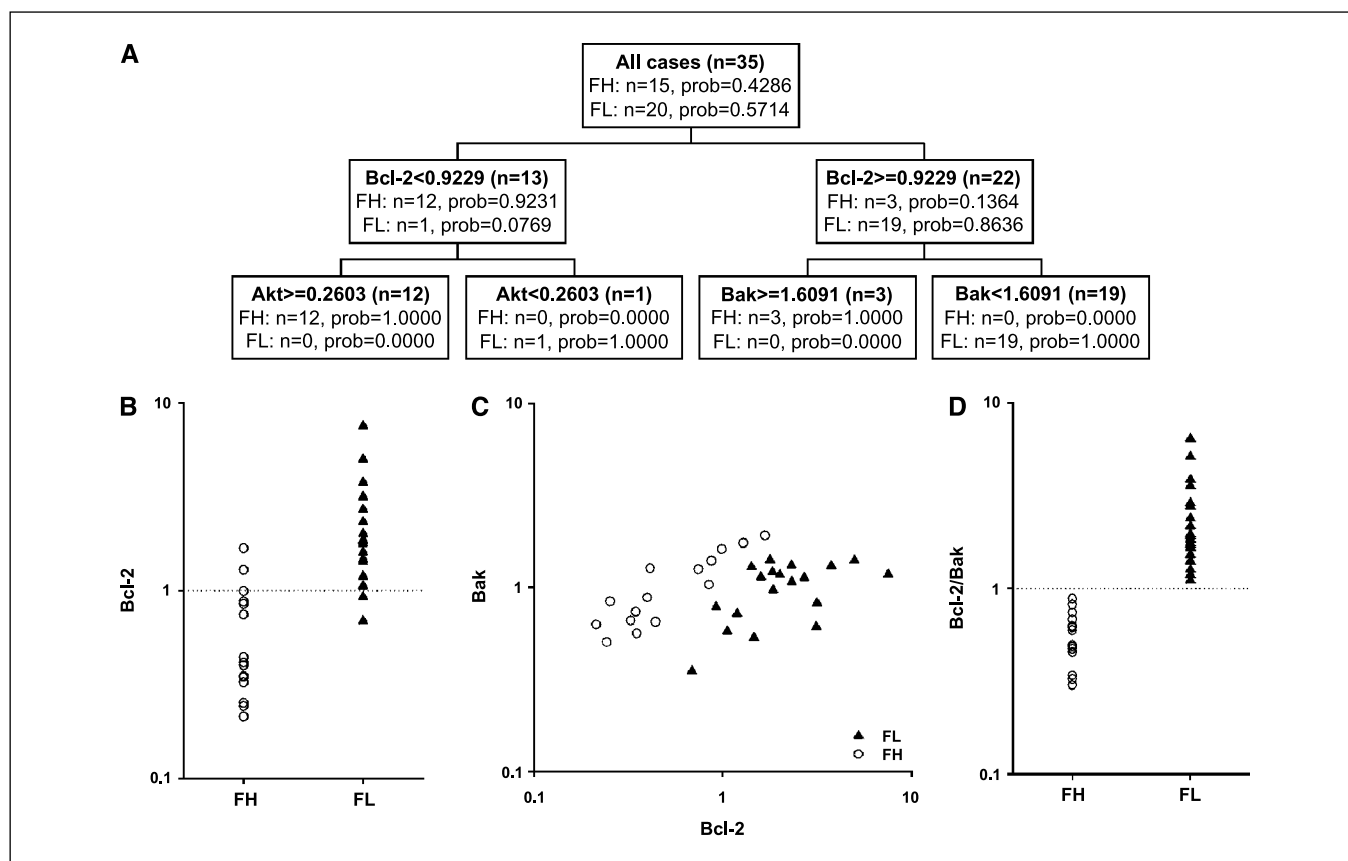 A
All cases (n=35)
FH: n=15, prob=0.4286
FL: n=20, prob=0.5714
Bcl-2<0.9229 (n=13)
FH: n=12, prob=0.9231
FL: n=1, prob=0.0769
Bcl-2>=0.9229 (n=22)
FH: n=3, prob=0.1364
FL: n=19, prob=0.8636
Akt>=0.2603 (n=12)
FH: n=12, prob=1.0000
FL: n=0, prob=0.0000
Akt<0.2603 (n=1)
FH: n=0, prob=0.0000
FL: n=1, prob=1.0000
Bak>=1.6091 (n=3)
FH: n=3, prob=1.0000
FL: n=0, prob=0.0000
Bak<1.6091 (n=19)
FH: n=0, prob=0.0000
FL: n=19, prob=1.0000
B
10
1
0.1
Bcl-2
FH
FL
C
10
1
0.1
Bak
FL
FH
0.1
1
10
Bcl-2
D
10
1
0.1
Bcl-2/Bak
FH
FL